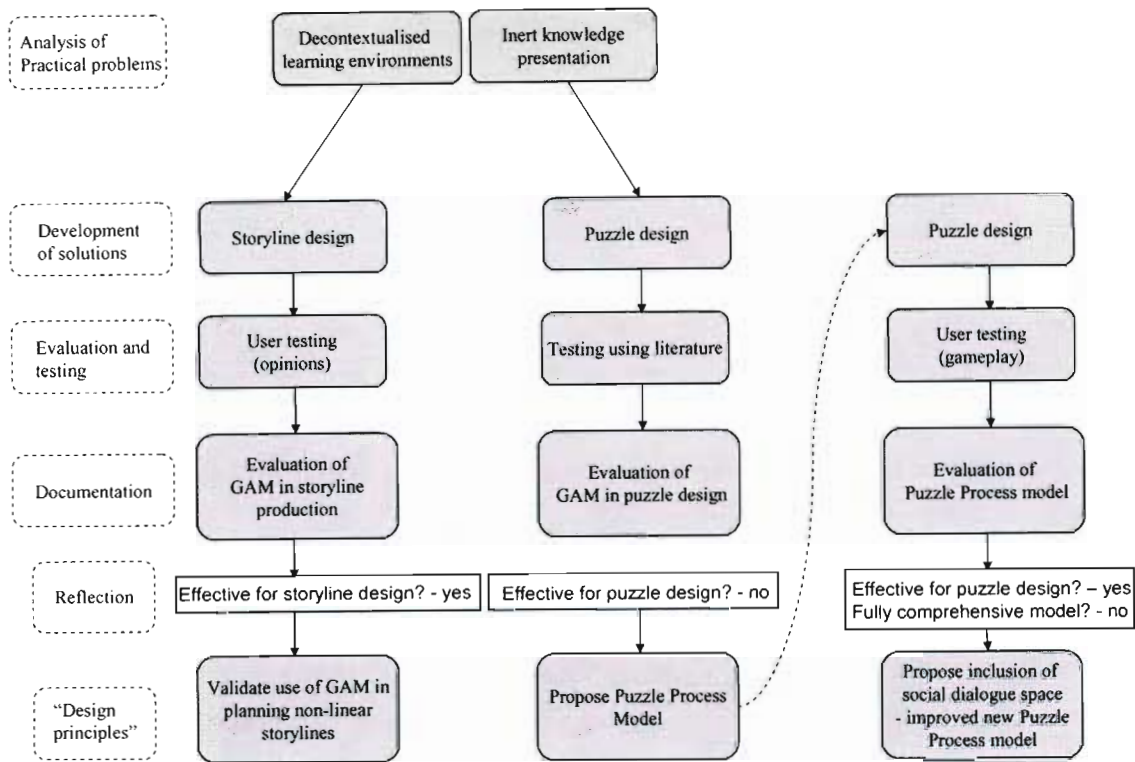 Analysis of
Practical problems
Decontextualised
learning environments
Inert knowledge
presentation
Development
of solutions
Storyline design
Puzzle design
Puzzle design
Evaluation and
testing
User testing
(opinions)
Testing using literature
User testing
(gameplay)
Documentation
Evaluation of
GAM in storyline
production
Evaluation of
GAM in puzzle design
Evaluation of
Puzzle Process model
Reflection
Effective for storyline design? - yes
Effective for puzzle design? - no
Effective for puzzle design? – yes
Fully comprehensive model? - no
“Design
principles”
Validate use of GAM in
planning non-linear
storylines
Propose Puzzle Process
Model
Propose inclusion of
social dialogue space
- improved new Puzzle
Process model